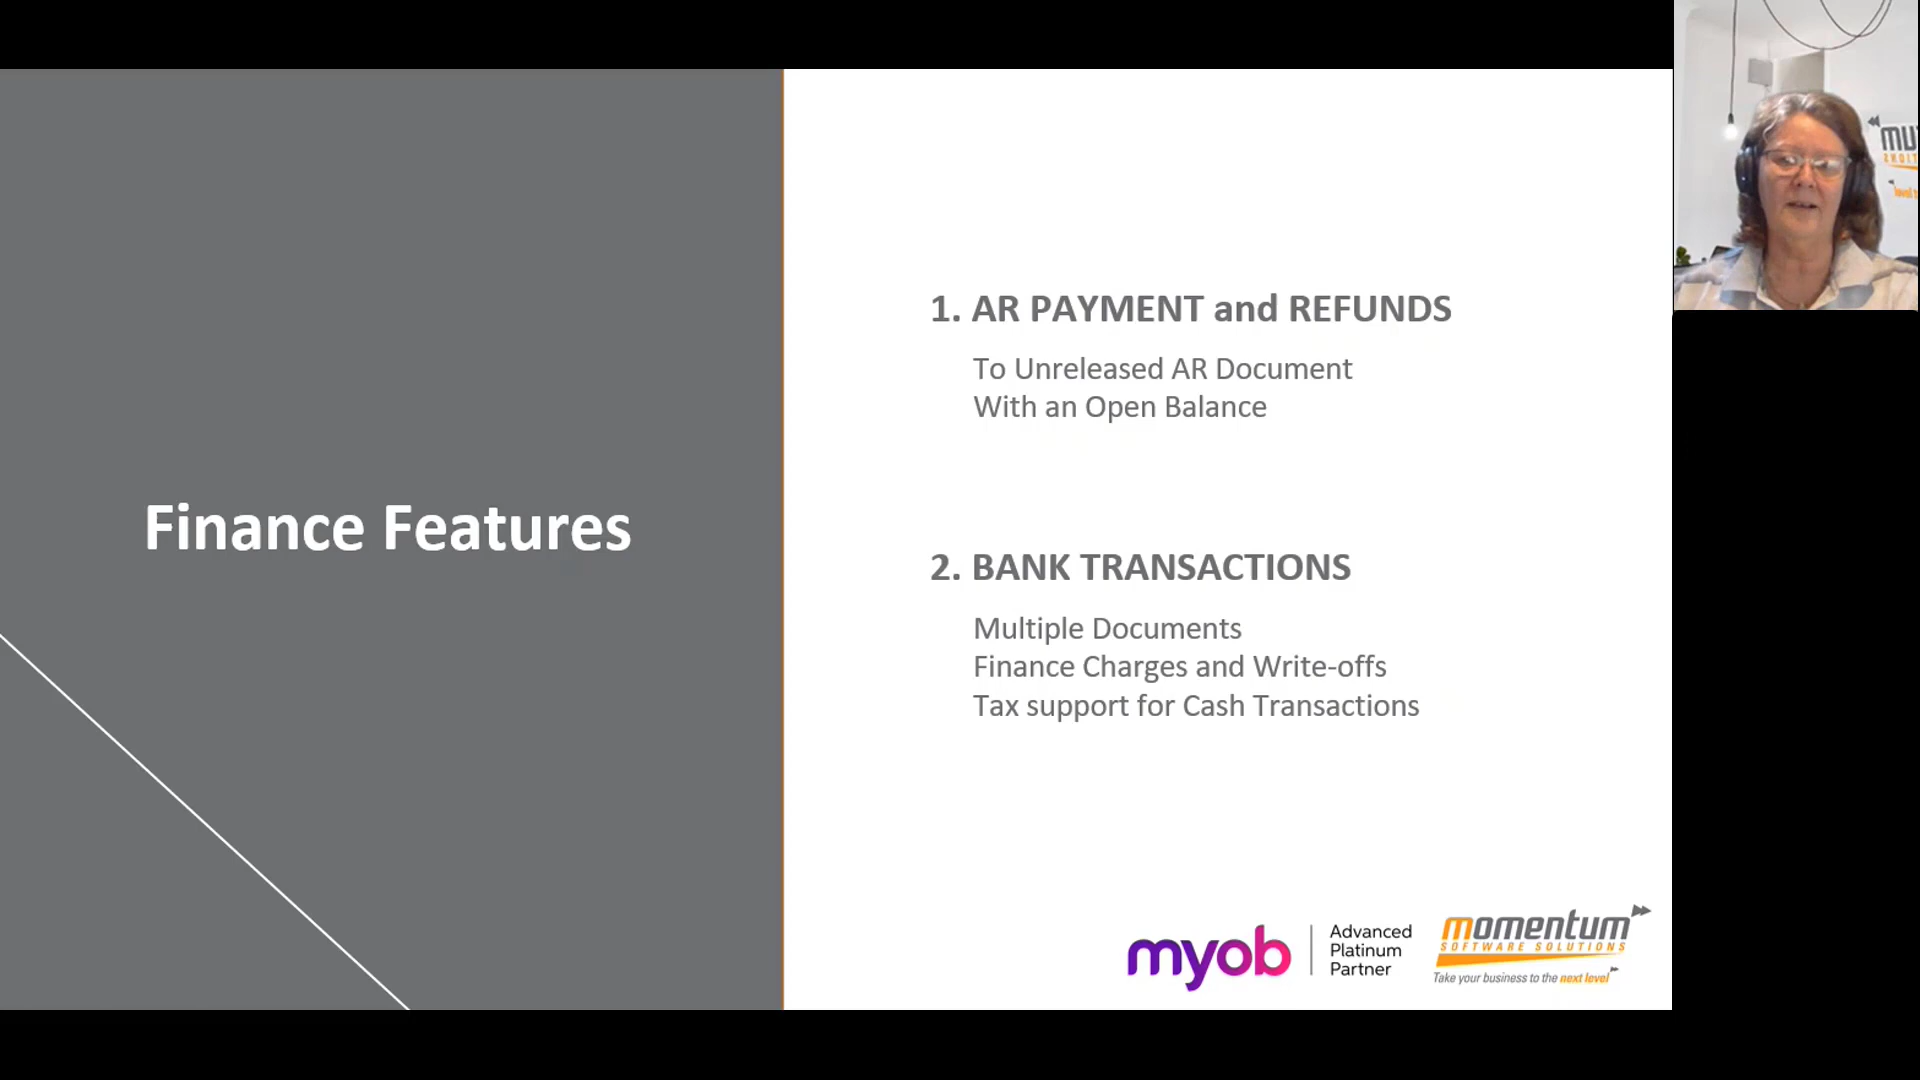 Finance Features
1. AR PAYMENT and REFUNDS
To Unreleased AR Document
With an Open Balance
2. BANK TRANSACTIONS
Multiple Documents
Finance Charges and Write-offs
Tax support for Cash Transactions
myob
Advanced
Platinum
Partner
momentum
SOFTWARE SOLUTIONS
Take your business to the next level